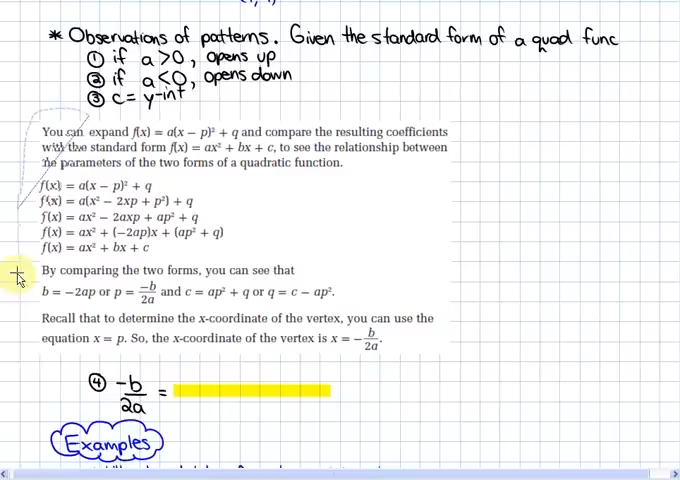 * Observations of patterns. Given the standard form of a quad func
① if a > 0, opens up
② if a < 0, opens down
③ c = y-int
You can expand f(x) = a(x − p)² + q and compare the resulting coefficients
with the standard form f(x) = ax² + bx + c, to see the relationship between
the parameters of the two forms of a quadratic function.
f(x) = a(x − p)² + q
f(x) = a(x² − 2xp + p²) + q
f(x) = ax² − 2axp + ap² + q
f(x) = ax² + (−2ap)x + (ap² + q)
f(x) = ax² + bx + c
By comparing the two forms, you can see that
b = −2ap or p = −b/2a and c = ap² + q or q = c − ap².
Recall that to determine the x-coordinate of the vertex, you can use the
equation x = p. So, the x-coordinate of the vertex is x = −b/2a.
④ −b/2a =
Examples